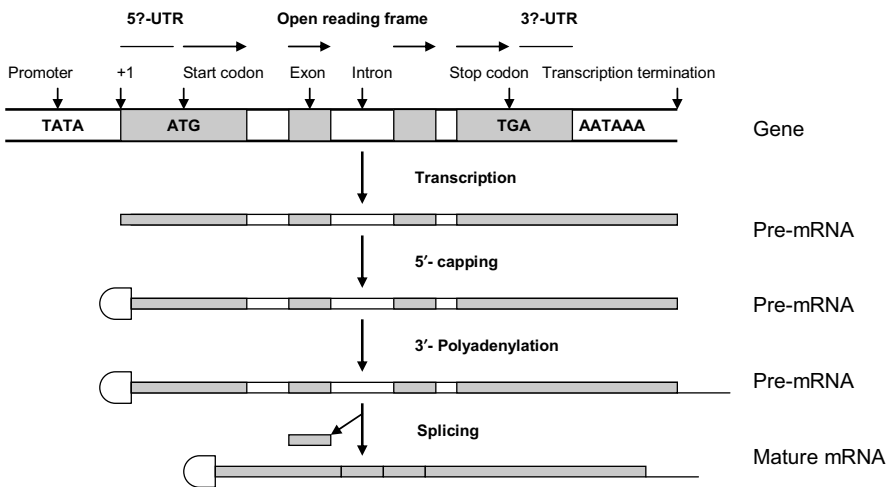 5?-UTR Open reading frame 3?-UTR
Promoter +1 Start codon Exon Intron Stop codon Transcription termination
TATA ATG TGA AATAAA Gene
Transcription
Pre-mRNA
5′- capping
Pre-mRNA
3′- Polyadenylation
Pre-mRNA
Splicing
Mature mRNA